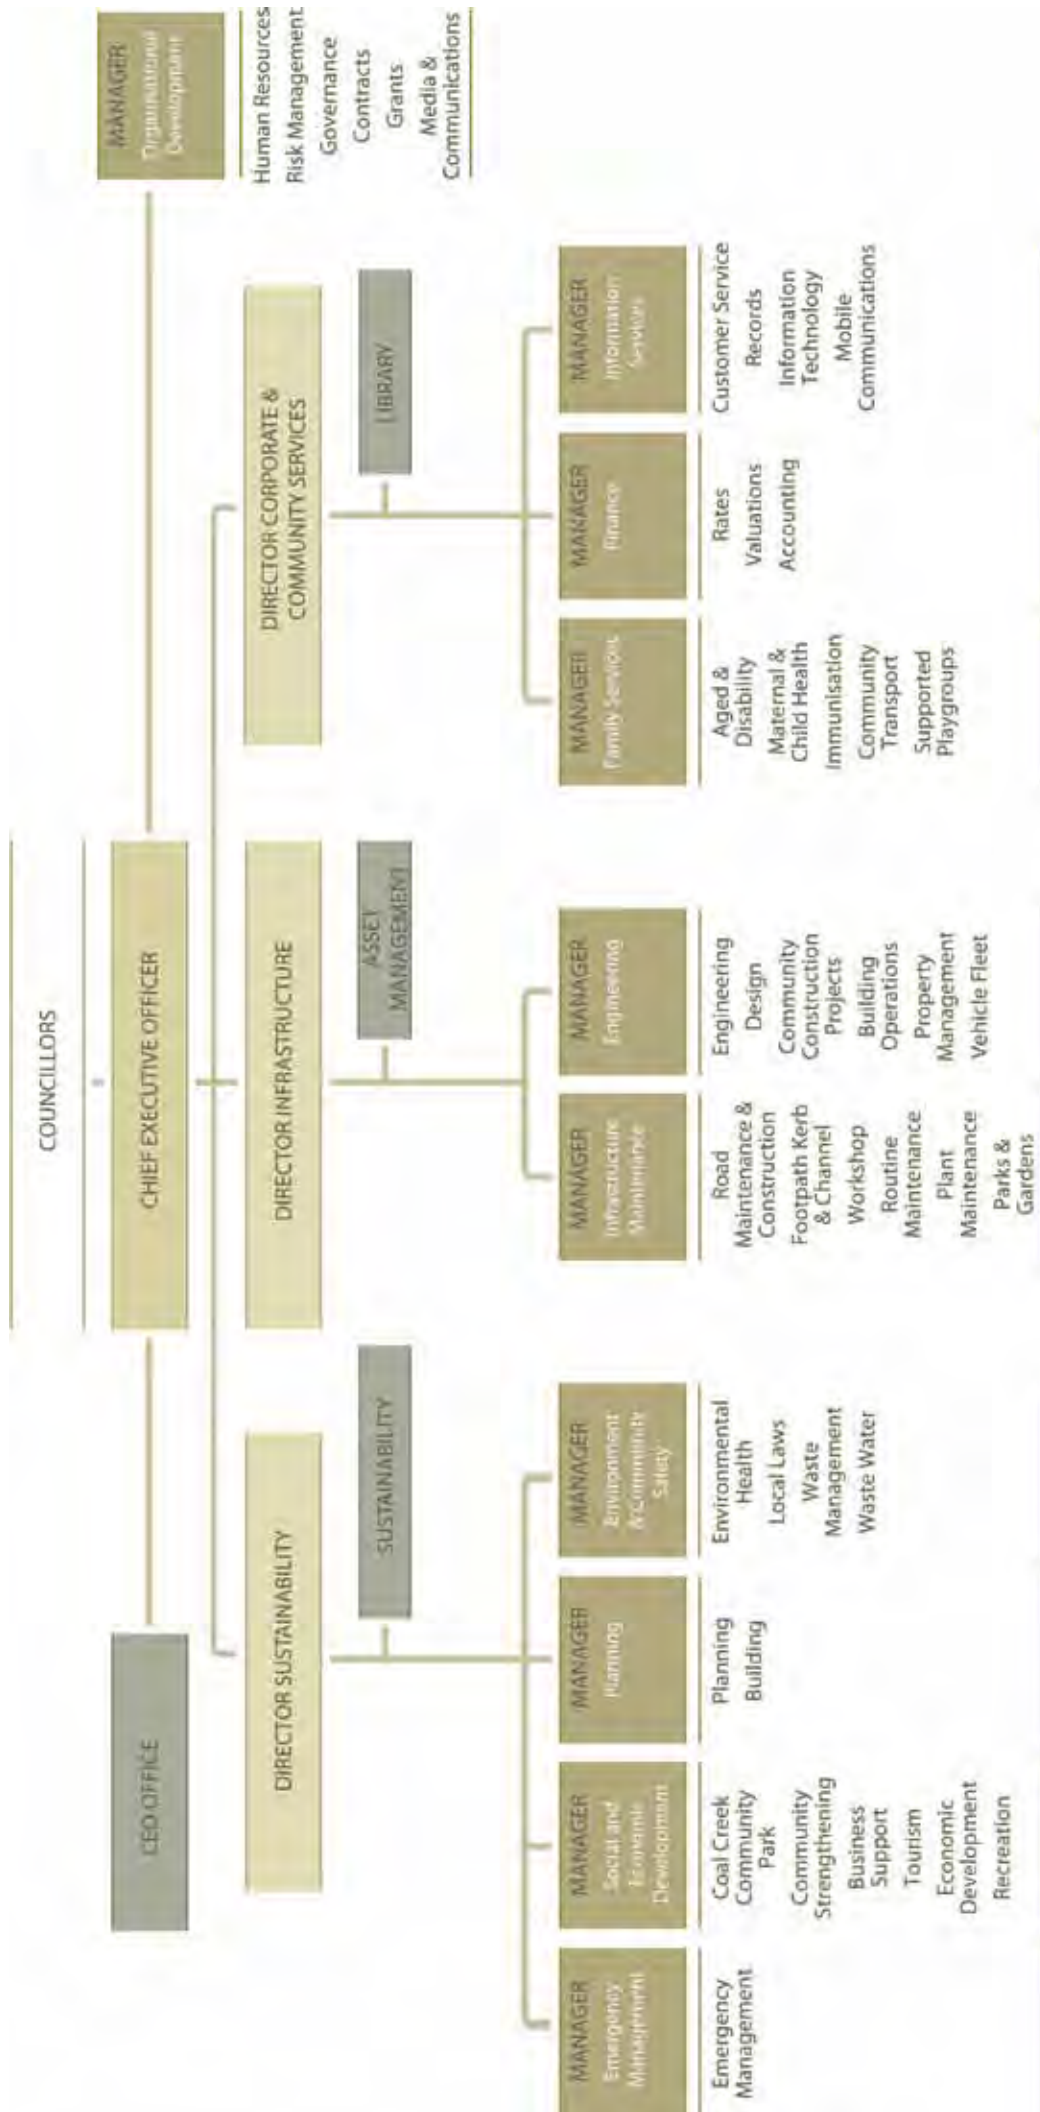 COUNCILLORS
CEO OFFICE
CHIEF EXECUTIVE OFFICER
MANAGER
Organisational
Development
Human Resources
Risk Management
Governance
Contracts
Grants
Media &
Communications
DIRECTOR SUSTAINABILITY
SUSTAINABILITY
MANAGER
Emergency
Management
Emergency
Management
MANAGER
Social and
Economic
Development
Coal Creek
Community
Park
Community
Strengthening
Business
Support
Tourism
Economic
Development
Recreation
MANAGER
Planning
Planning
Building
MANAGER
Environment
& Community
Safety
Environmental
Health
Local Laws
Waste
Management
Waste Water
DIRECTOR INFRASTRUCTURE
ASSET
MANAGEMENT
MANAGER
Infrastructure
Maintenance
Road
Maintenance &
Construction
Footpath Kerb
& Channel
Workshop
Routine
Maintenance
Plant
Maintenance
Parks &
Gardens
MANAGER
Engineering
Engineering
Design
Community
Construction
Projects
Building
Operations
Property
Management
Vehicle Fleet
DIRECTOR CORPORATE &
COMMUNITY SERVICES
LIBRARY
MANAGER
Family Services
Aged &
Disability
Maternal &
Child Health
Immunisation
Community
Transport
Supported
Playgroups
MANAGER
Finance
Rates
Valuations
Accounting
MANAGER
Information
Services
Customer Service
Records
Information
Technology
Mobile
Communications